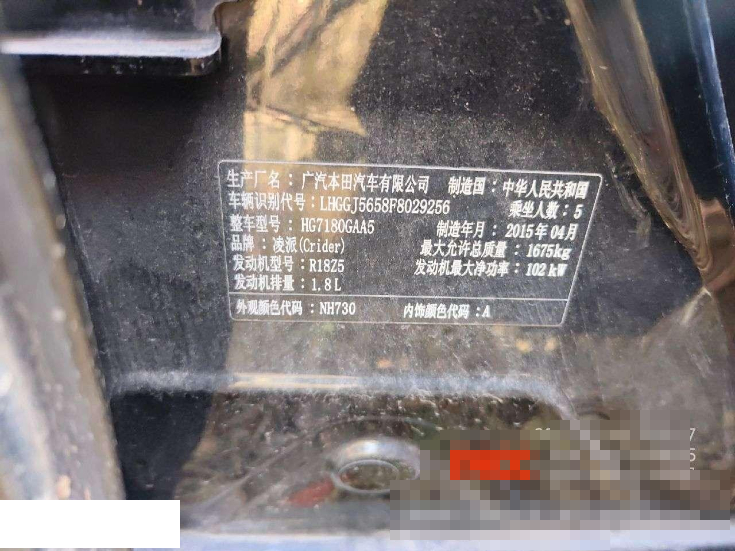 生产厂名：广汽本田汽车有限公司 制造国：中华人民共和国
车辆识别代号：LHGGJ5658F8029256 乘坐人数：5
整车型号：HG7180GAA5 制造年月：2015年04月
品牌：凌派(Crider) 最大允许总质量：1675kg
发动机型号：R18Z5 发动机最大净功率：102kW
发动机排量：1.8L
外观颜色代码：NH730 内饰颜色代码：A